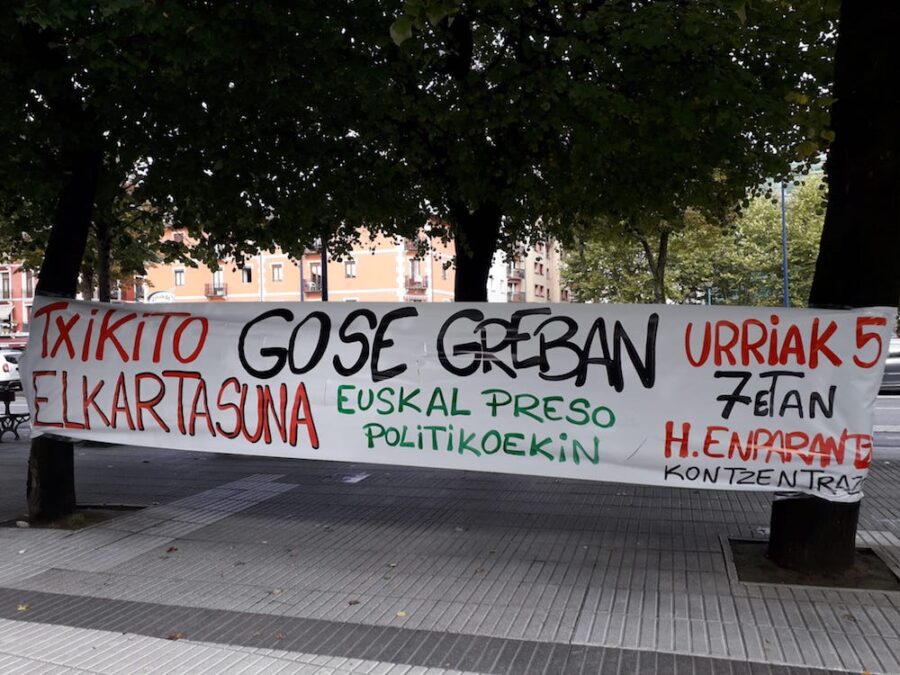 TXIKITO
ELKARTASUNA
GOSE GREBAN
EUSKAL PRESO
POLITIKOEKIN
URRIAK 5
7ETAN
H. ENPARANTZ
KONTZENTRAZ